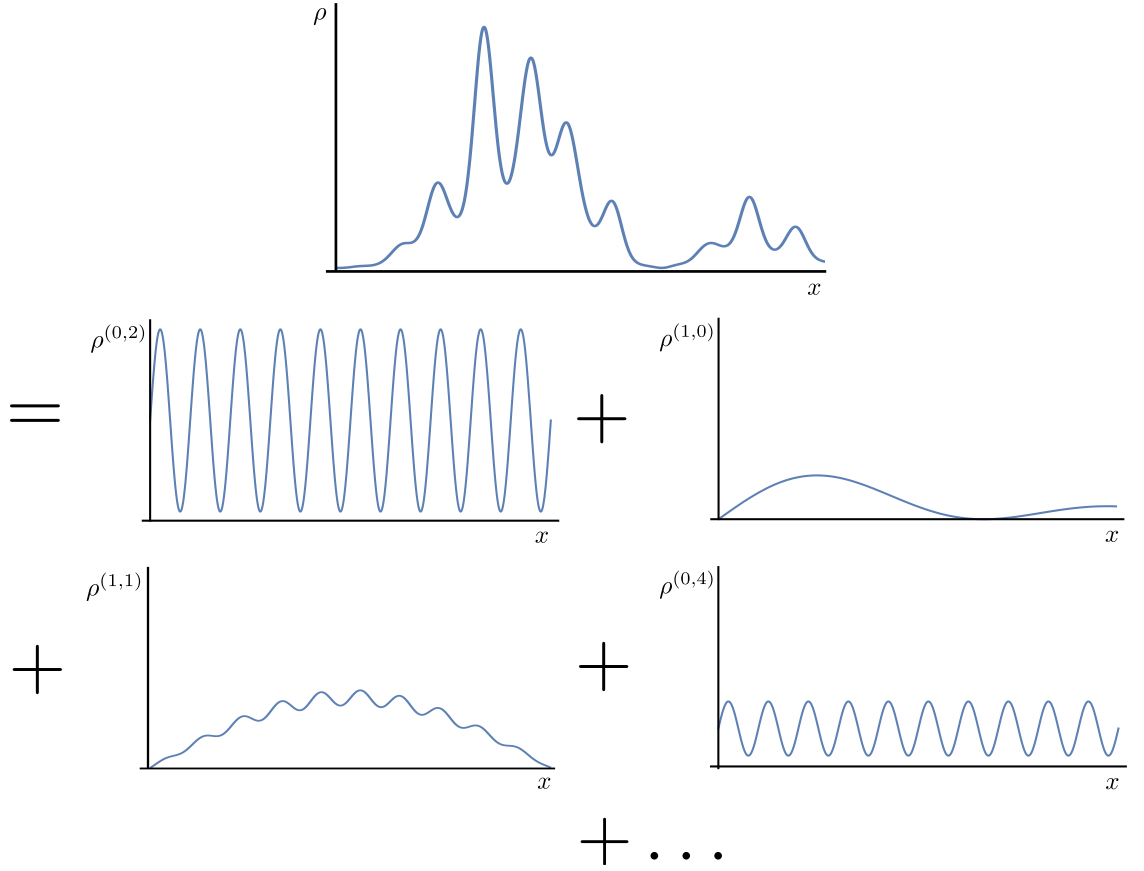 ρ
x
= ρ^(0,2) x + ρ^(1,0) x
+ ρ^(1,1) x + ρ^(0,4) x
+ ...